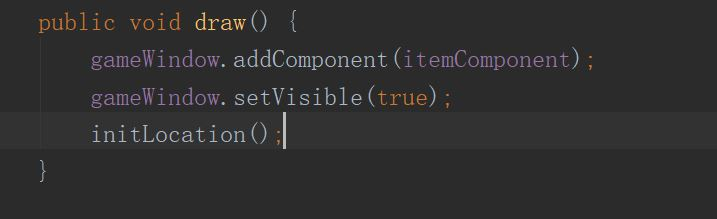 public void draw() {
gameWindow.addComponent(itemComponent);
gameWindow.setVisible(true);
initLocation();
}